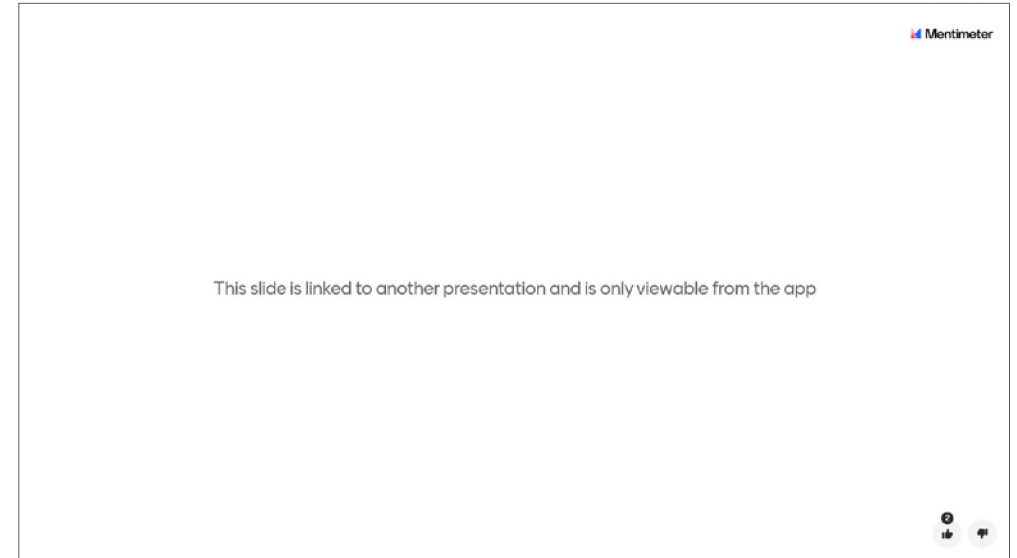 Mentimeter
This slide is linked to another presentation and is only viewable from the app
2